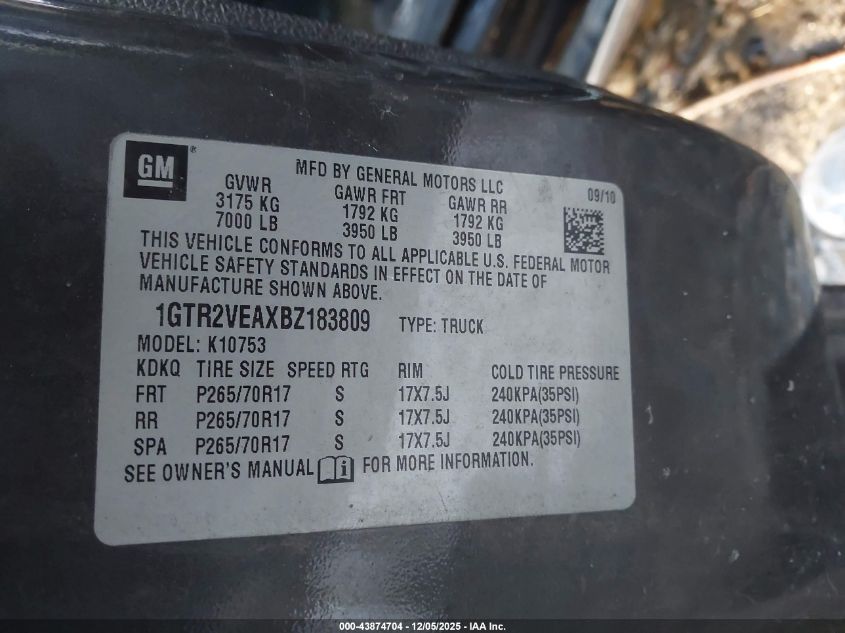 GM
®
MFD BY GENERAL MOTORS LLC
09/10
GVWR GAWR FRT GAWR RR
3175 KG 1792 KG 1792 KG
7000 LB 3950 LB 3950 LB
THIS VEHICLE CONFORMS TO ALL APPLICABLE U.S. FEDERAL MOTOR
VEHICLE SAFETY STANDARDS IN EFFECT ON THE DATE OF
MANUFACTURE SHOWN ABOVE.
1GTR2VEAXBZ183809 TYPE: TRUCK
MODEL: K10753
KDKQ TIRE SIZE SPEED RTG RIM COLD TIRE PRESSURE
FRT P265/70R17 S 17X7.5J 240KPA(35PSI)
RR P265/70R17 S 17X7.5J 240KPA(35PSI)
SPA P265/70R17 S 17X7.5J 240KPA(35PSI)
SEE OWNER'S MANUAL i FOR MORE INFORMATION.
000-43874704 - 12/05/2025 - IAA Inc.